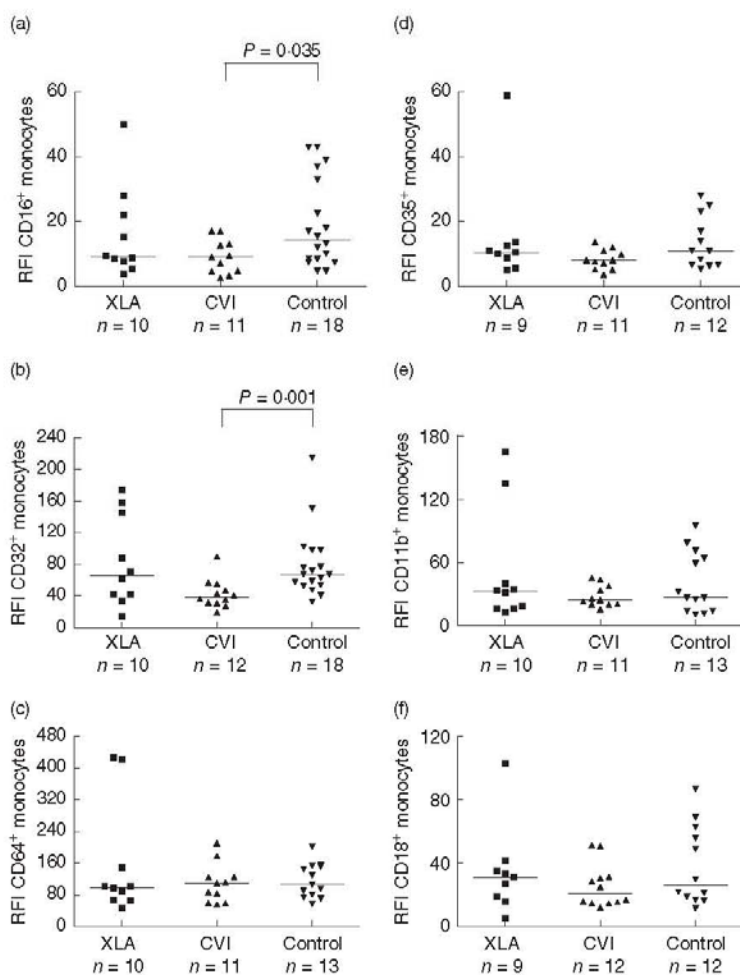 (a)
P = 0·035
60
40
20
0
RFI CD16⁺ monocytes
XLA
CVI
Control
n = 10
n = 11
n = 18
(b)
P = 0·001
240
200
160
120
80
40
0
RFI CD32⁺ monocytes
XLA
CVI
Control
n = 10
n = 12
n = 18
(c)
480
400
320
240
160
80
0
RFI CD64⁺ monocytes
XLA
CVI
Control
n = 10
n = 11
n = 13
(d)
60
40
20
0
RFI CD35⁺ monocytes
XLA
CVI
Control
n = 9
n = 11
n = 12
(e)
180
120
60
0
RFI CD11b⁺ monocytes
XLA
CVI
Control
n = 10
n = 11
n = 13
(f)
120
80
40
0
RFI CD18⁺ monocytes
XLA
CVI
Control
n = 9
n = 12
n = 12